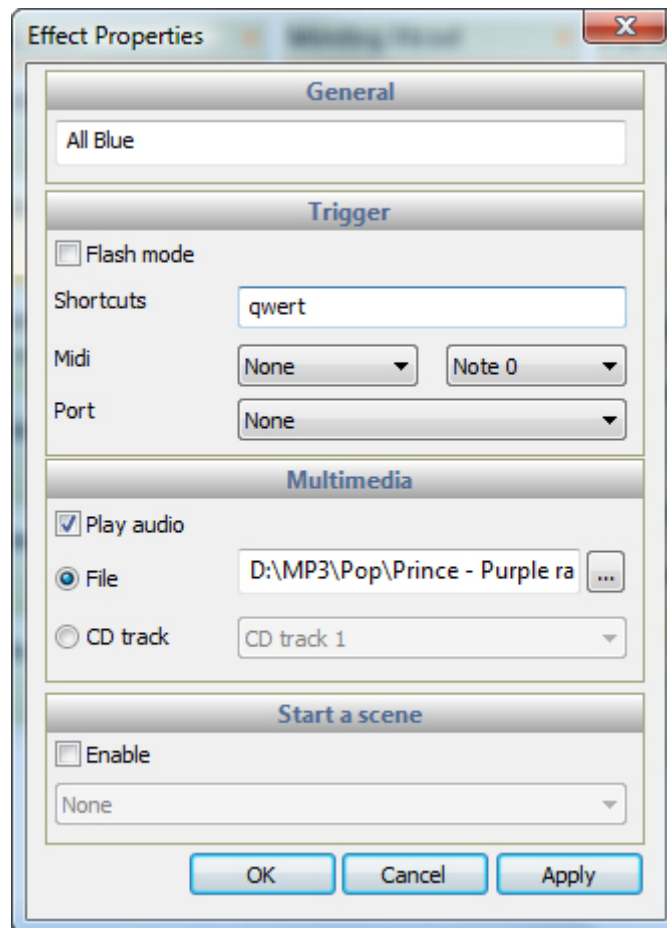 Effect Properties
General
All Blue
Trigger
Flash mode
Shortcuts qwert
Midi None Note 0
Port None
Multimedia
Play audio
File D:\MP3\Pop\Prince - Purple ra ...
CD track CD track 1
Start a scene
Enable
None
OK Cancel Apply